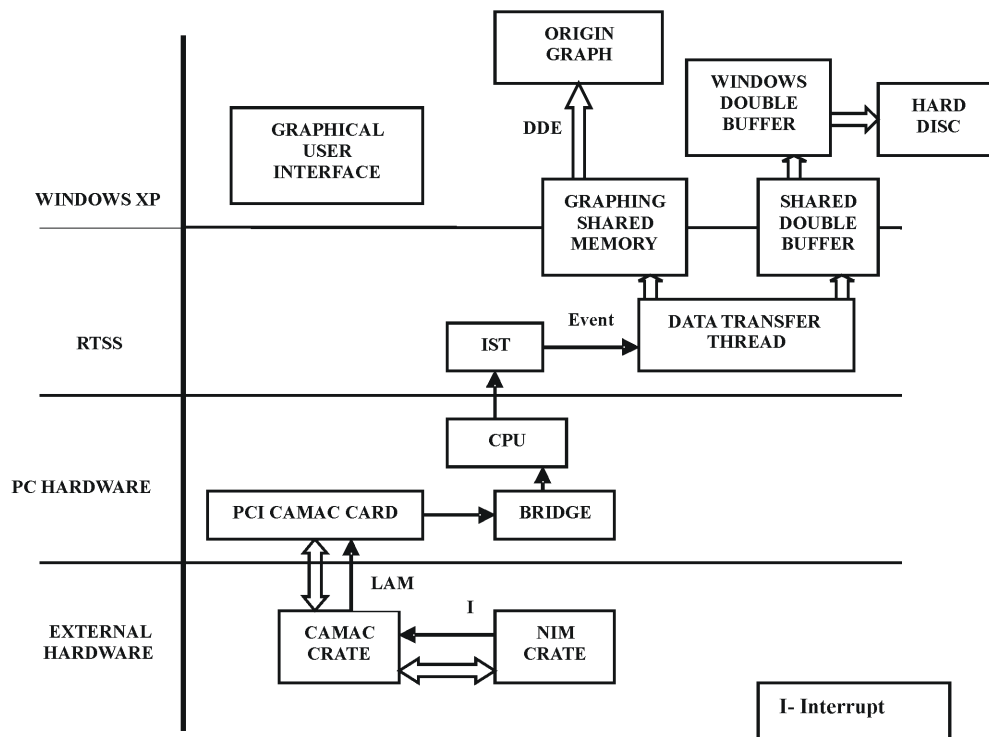 ORIGIN
GRAPH
WINDOWS
DOUBLE
BUFFER
HARD
DISC
DDE
GRAPHICAL
USER
INTERFACE
WINDOWS XP
GRAPHING
SHARED
MEMORY
SHARED
DOUBLE
BUFFER
RTSS
IST
Event
DATA TRANSFER
THREAD
CPU
PC HARDWARE
PCI CAMAC CARD
BRIDGE
LAM
I
EXTERNAL
HARDWARE
CAMAC
CRATE
NIM
CRATE
I- Interrupt